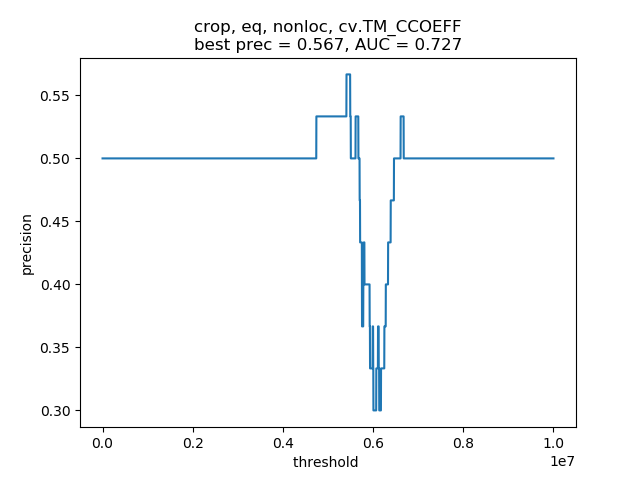 crop, eq, nonloc, cv.TM_CCOEFF
best prec = 0.567, AUC = 0.727
0.55
0.50
0.45
0.40
0.35
0.30
precision
0.0 0.2 0.4 0.6 0.8 1.0
1e7
threshold